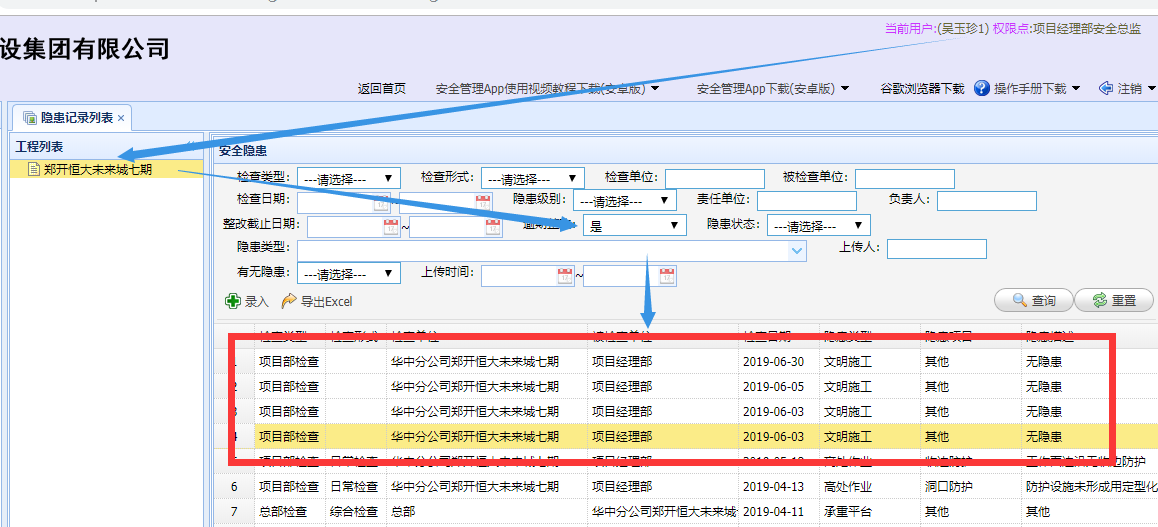 当前用户:(吴玉珍1) 权限点:项目经理部安全总监
设集团有限公司
返回首页 安全管理App使用视频教程下载(安卓版) 安全管理App下载(安卓版) 谷歌浏览器下载 操作手册下载 注销
隐患记录列表 ×
工程列表
郑开恒大未来城七期
安全隐患
检查类型: ---请选择--- 检查形式: ---请选择--- 检查单位: 被检查单位:
检查日期: ~ 隐患级别: ---请选择--- 责任单位: 负责人:
整改截止日期: ~ 是 隐患状态: ---请选择---
隐患类型: 上传人:
有无隐患: ---请选择--- 上传时间: ~
录入 导出Excel 查询 重置
检查类型 检查形式 检查单位 被检查单位 检查日期 隐患类型 隐患项目 隐患描述
1 项目部检查 华中分公司郑开恒大未来城七期 项目经理部 2019-06-30 文明施工 其他 无隐患
2 项目部检查 华中分公司郑开恒大未来城七期 项目经理部 2019-06-05 文明施工 其他 无隐患
3 项目部检查 华中分公司郑开恒大未来城七期 项目经理部 2019-06-03 文明施工 其他 无隐患
4 项目部检查 华中分公司郑开恒大未来城七期 项目经理部 2019-06-03 文明施工 其他 无隐患
5 项目部检查 日常检查 华中分公司郑开恒大未来城七期 项目经理部 高处作业 临边防护
6 项目部检查 日常检查 华中分公司郑开恒大未来城七期 项目经理部 2019-04-13 高处作业 洞口防护 防护设施未形成用定型化
7 总部检查 综合检查 总部 华中分公司郑开恒大未来城 2019-04-11 承重平台 其他 其他